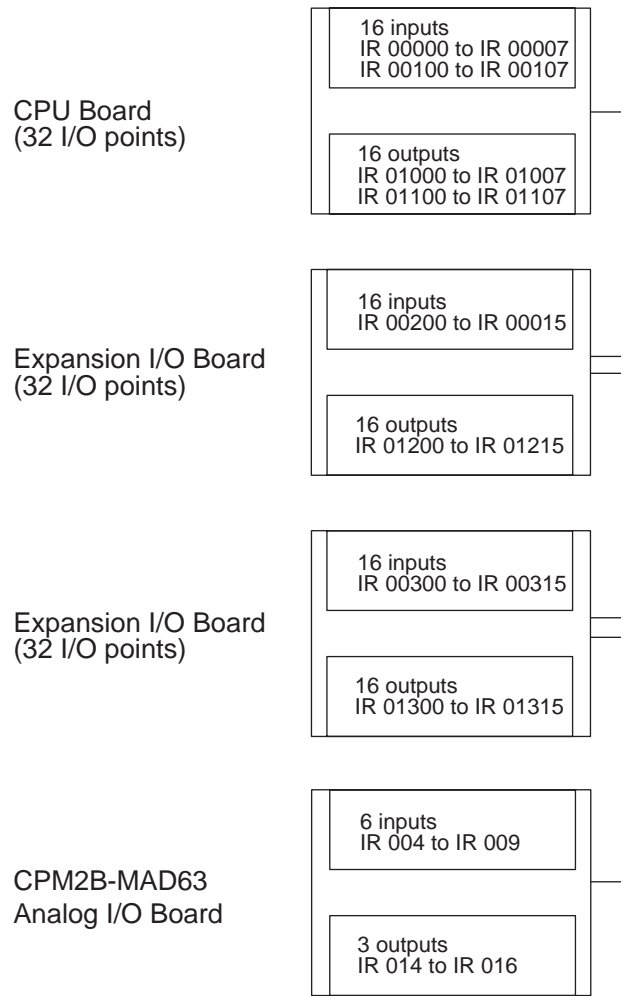 CPU Board
(32 I/O points)
16 inputs
IR 00000 to IR 00007
IR 00100 to IR 00107
16 outputs
IR 01000 to IR 01007
IR 01100 to IR 01107
Expansion I/O Board
(32 I/O points)
16 inputs
IR 00200 to IR 00015
16 outputs
IR 01200 to IR 01215
Expansion I/O Board
(32 I/O points)
16 inputs
IR 00300 to IR 00315
16 outputs
IR 01300 to IR 01315
CPM2B-MAD63
Analog I/O Board
6 inputs
IR 004 to IR 009
3 outputs
IR 014 to IR 016